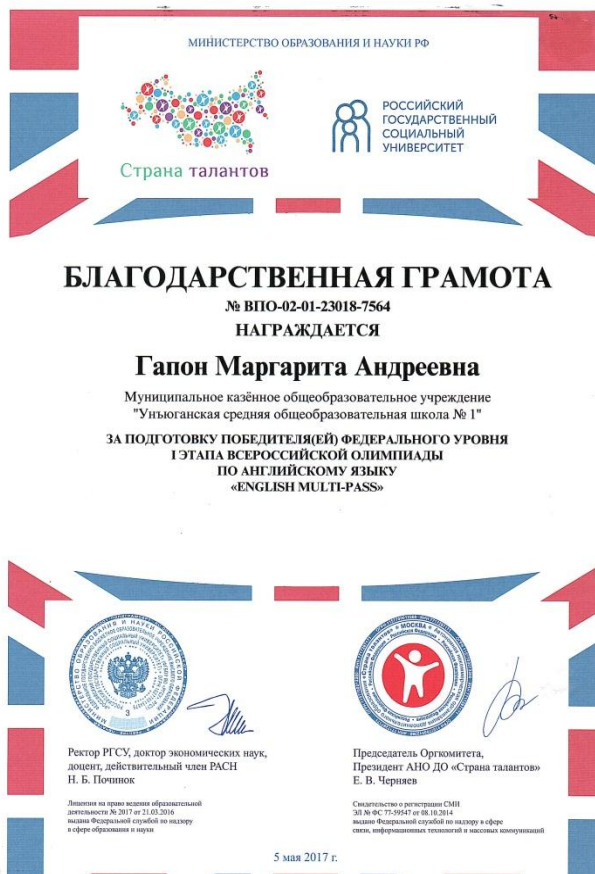 МИНИСТЕРСТВО ОБРАЗОВАНИЯ И НАУКИ РФ
Страна талантов
РОССИЙСКИЙ
ГОСУДАРСТВЕННЫЙ
СОЦИАЛЬНЫЙ
УНИВЕРСИТЕТ
БЛАГОДАРСТВЕННАЯ ГРАМОТА
№ ВПО-02-01-23018-7564
НАГРАЖДАЕТСЯ
Гапон Маргарита Андреевна
Муниципальное казённое общеобразовательное учреждение
"Унъюганская средняя общеобразовательная школа № 1"
ЗА ПОДГОТОВКУ ПОБЕДИТЕЛЯ(ЕЙ) ФЕДЕРАЛЬНОГО УРОВНЯ
I ЭТАПА ВСЕРОССИЙСКОЙ ОЛИМПИАДЫ
ПО АНГЛИЙСКОМУ ЯЗЫКУ
«ENGLISH MULTI-PASS»
Ректор РГСУ, доктор экономических наук,
доцент, действительный член РАСН
Н. Б. Починок
Лицензия на право ведения образовательной
деятельности № 2017 от 21.03.2016
выдана Федеральной службой по надзору
в сфере образования и науки
Председатель Оргкомитета,
Президент АНО ДО «Страна талантов»
Е. В. Черняев
Свидетельство о регистрации СМИ
ЭЛ № ФС 77-59547 от 08.10.2014
выдано Федеральной службой по надзору в сфере
связи, информационных технологий и массовых коммуникаций
5 мая 2017 г.